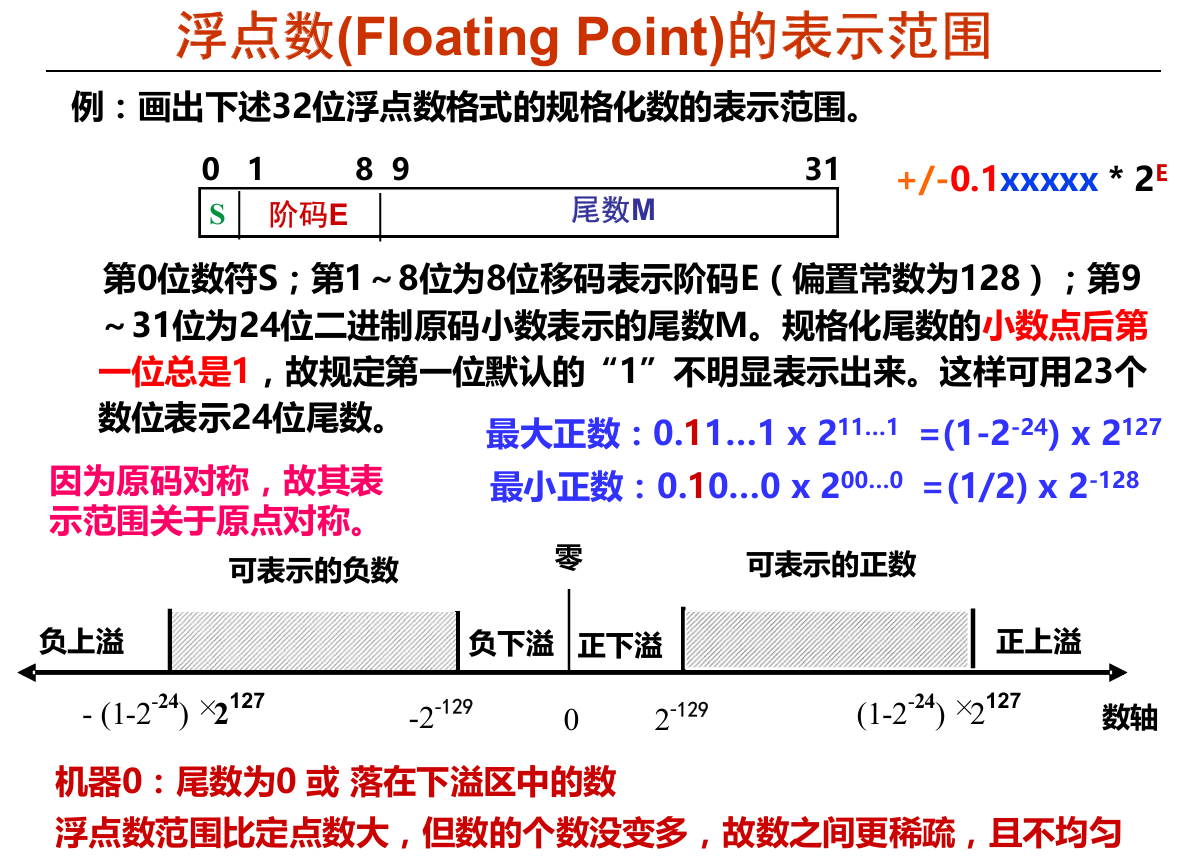 浮点数(Floating Point)的表示范围
例：画出下述32位浮点数格式的规格化数的表示范围。
0 1 8 9 31
S 阶码E 尾数M
+/-0.1xxxxx * 2^E
第0位数符S；第1～8位为8位移码表示阶码E（偏置常数为128）；第9
～31位为24位二进制原码小数表示的尾数M。规格化尾数的小数点后第
一位总是1，故规定第一位默认的“1”不明显表示出来。这样可用23个
数位表示24位尾数。
最大正数：0.11…1 x 2^11…1 =(1-2^-24) x 2^127
最小正数：0.10…0 x 2^00…0 =(1/2) x 2^-128
因为原码对称，故其表
示范围关于原点对称。
可表示的负数 零 可表示的正数
负上溢 负下溢 正下溢 正上溢
- (1-2^-24) ×2^127 -2^-129 0 2^-129 (1-2^-24) ×2^127 数轴
机器0：尾数为0 或 落在下溢区中的数
浮点数范围比定点数大，但数的个数没变多，故数之间更稀疏，且不均匀